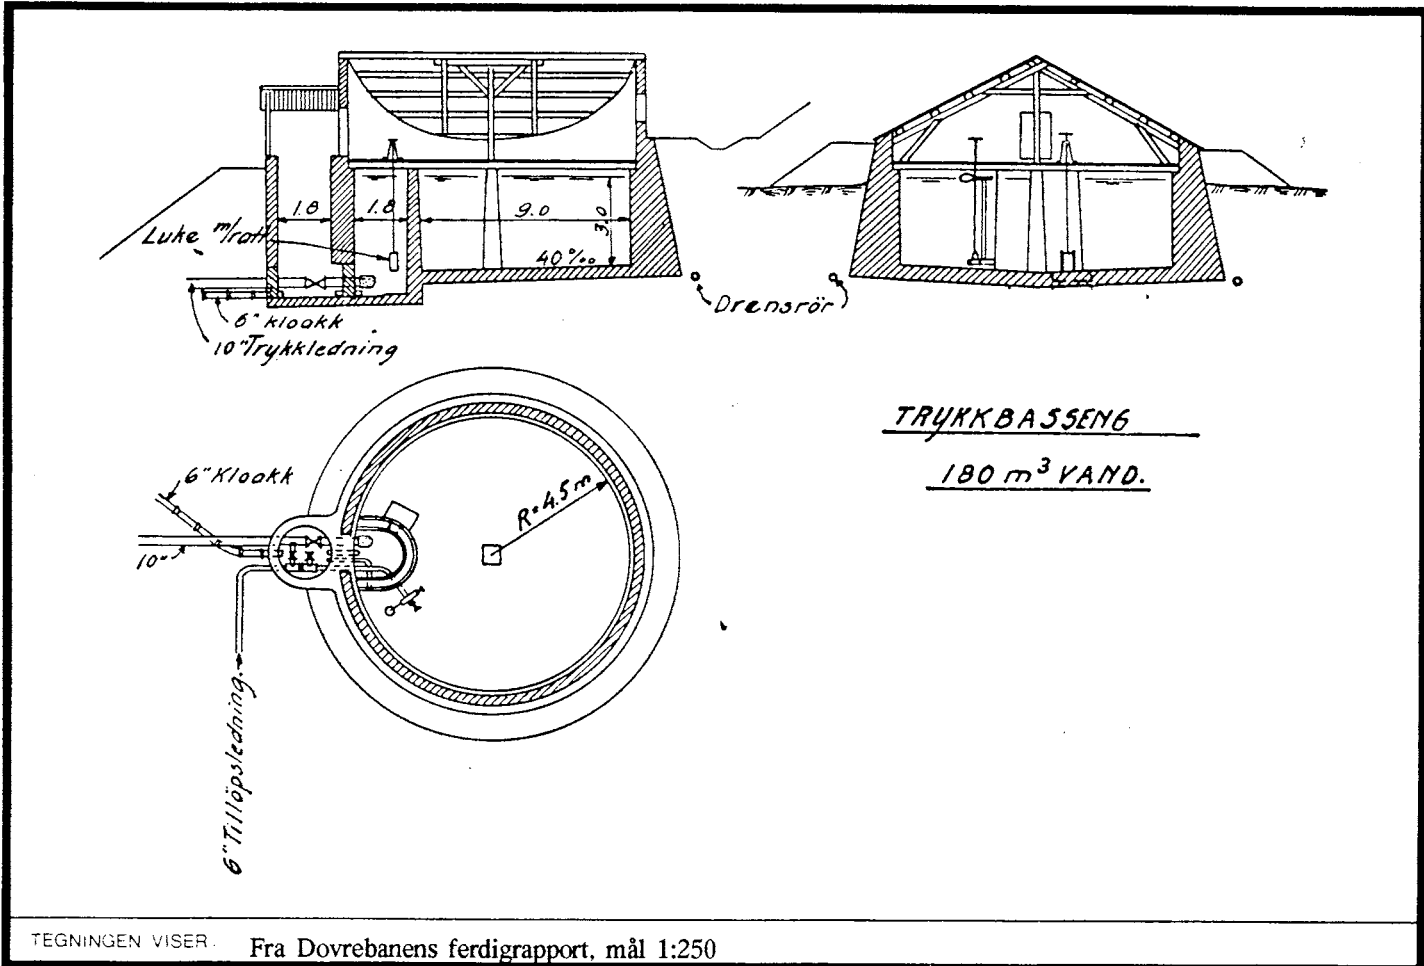 1.8
1.8
9.0
3.0
Luke m/ratt
40 ‰
6" kloakk
10" Trykkledning
Drensrör
TRYKKBASSENG
180 m³ VAND.
6" Kloakk
R=4.5 m
10"
6" Tillöpsledning.
TEGNINGEN VISER.
Fra Dovrebanens ferdigrapport, mål 1:250